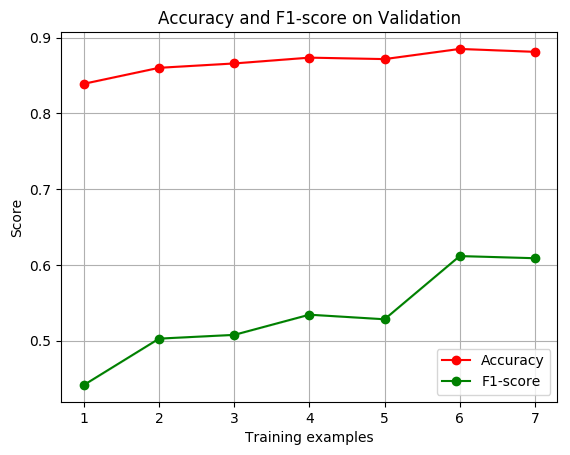 Accuracy and F1-score on Validation
0.9
0.8
0.7
0.6
0.5
Score
1 2 3 4 5 6 7
Training examples
Accuracy
F1-score